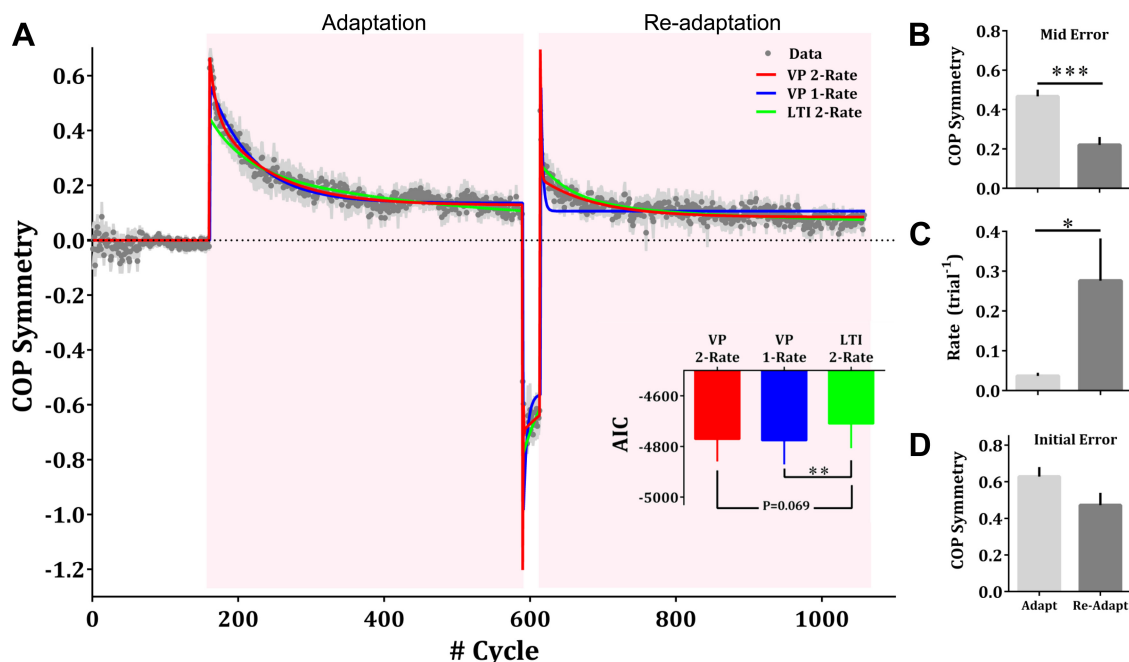 A
Adaptation
Re-adaptation
COP Symmetry
0.6
0.4
0.2
0.0
-0.2
-0.4
-0.6
-0.8
-1.0
-1.2
Data
VP 2-Rate
VP 1-Rate
LTI 2-Rate
VP VP LTI
2-Rate 1-Rate 2-Rate
AIC
-4600
-4800
-5000
**
P=0.069
0 200 400 600 800 1000
# Cycle
B
Mid Error
COP Symmetry
0.8
0.6
0.4
0.2
0.0
***
C
Rate (trial-1)
0.4
0.3
0.2
0.1
0.0
*
D
Initial Error
COP Symmetry
0.8
0.6
0.4
0.2
0.0
Adapt Re-Adapt